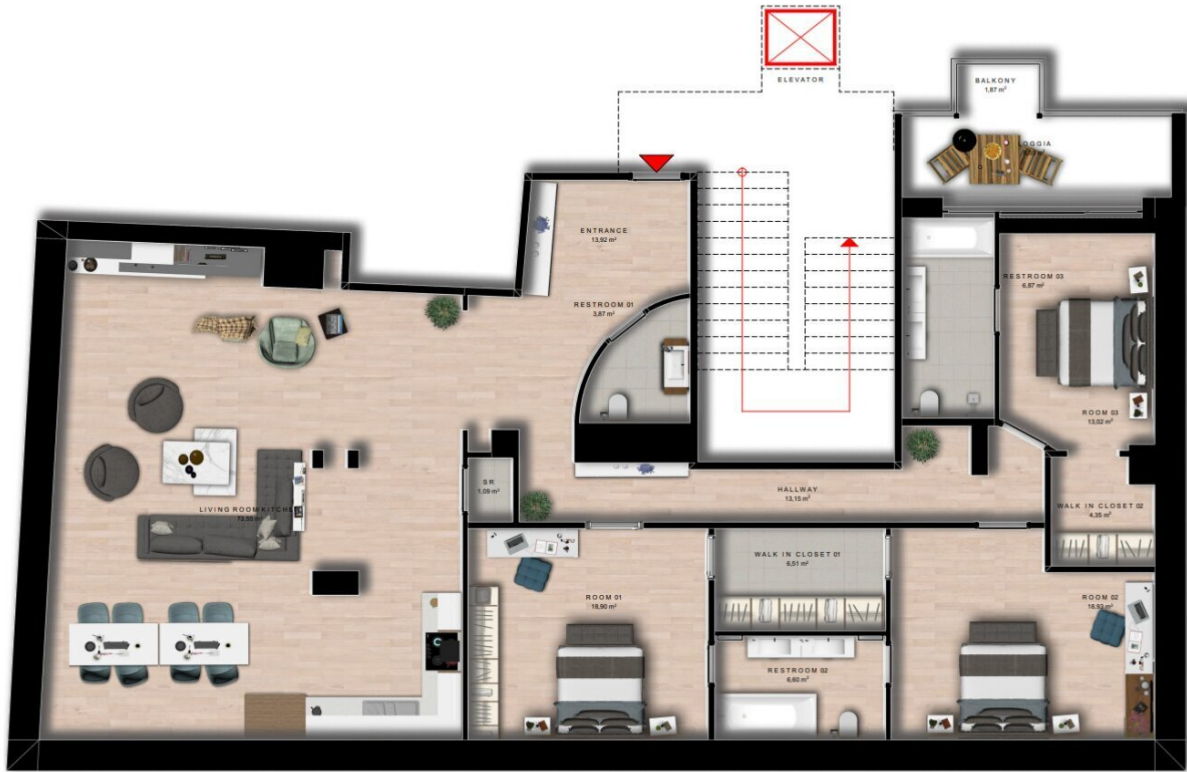 ELEVATOR
BALKONY
1,87 m²
LOGGIA
ENTRANCE
13,92 m²
RESTROOM 01
3,87 m²
RESTROOM 03
6,87 m²
ROOM 03
13,02 m²
HALLWAY
13,15 m²
SR
1.09 m²
LIVING ROOM
WALK IN CLOSET 02
4,35 m²
WALK IN CLOSET 01
6,51 m²
ROOM 01
18,90 m²
ROOM 02
18,93 m²
RESTROOM 02
6,60 m²